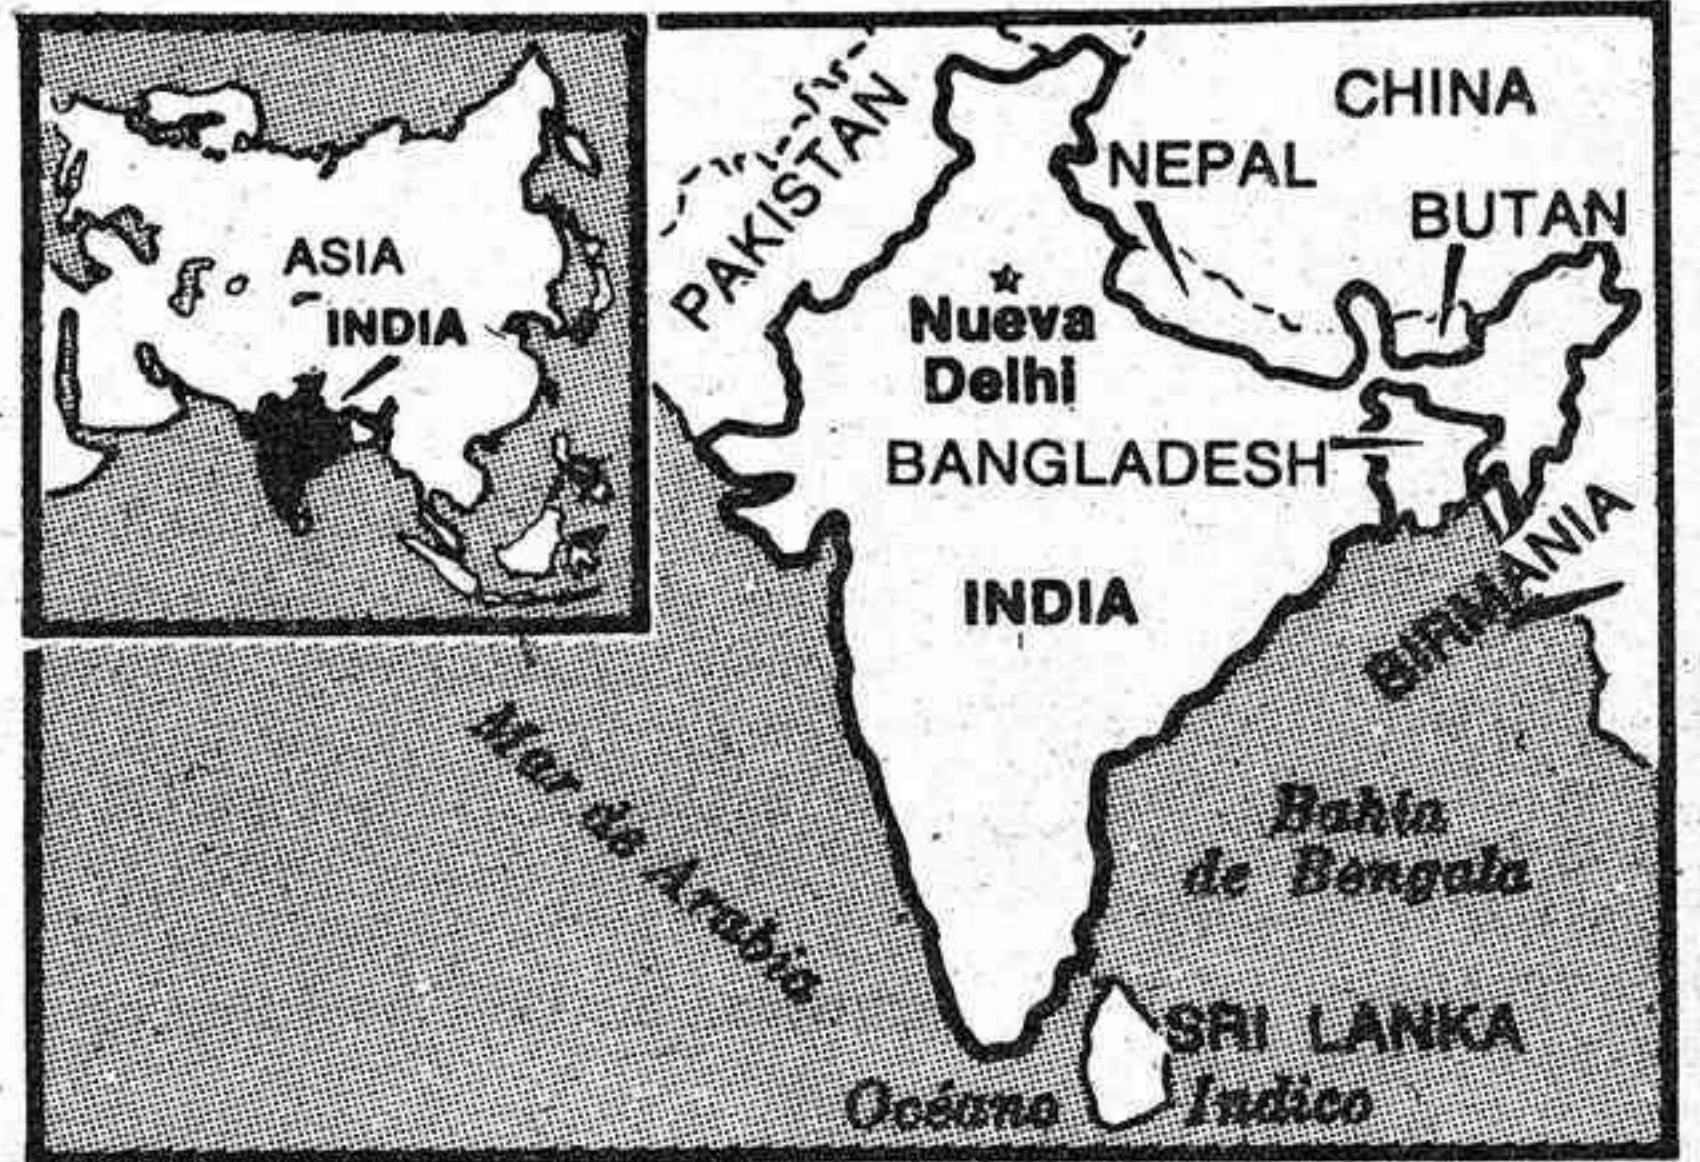 ASIA
INDIA
CHINA
NEPAL
BUTAN
PAKISTAN
Nueva
Delhi
BANGLADESH
INDIA
BIRMANIA
Mar de Arabia
Bahía
de Bengala
SRI LANKA
Océano Indico